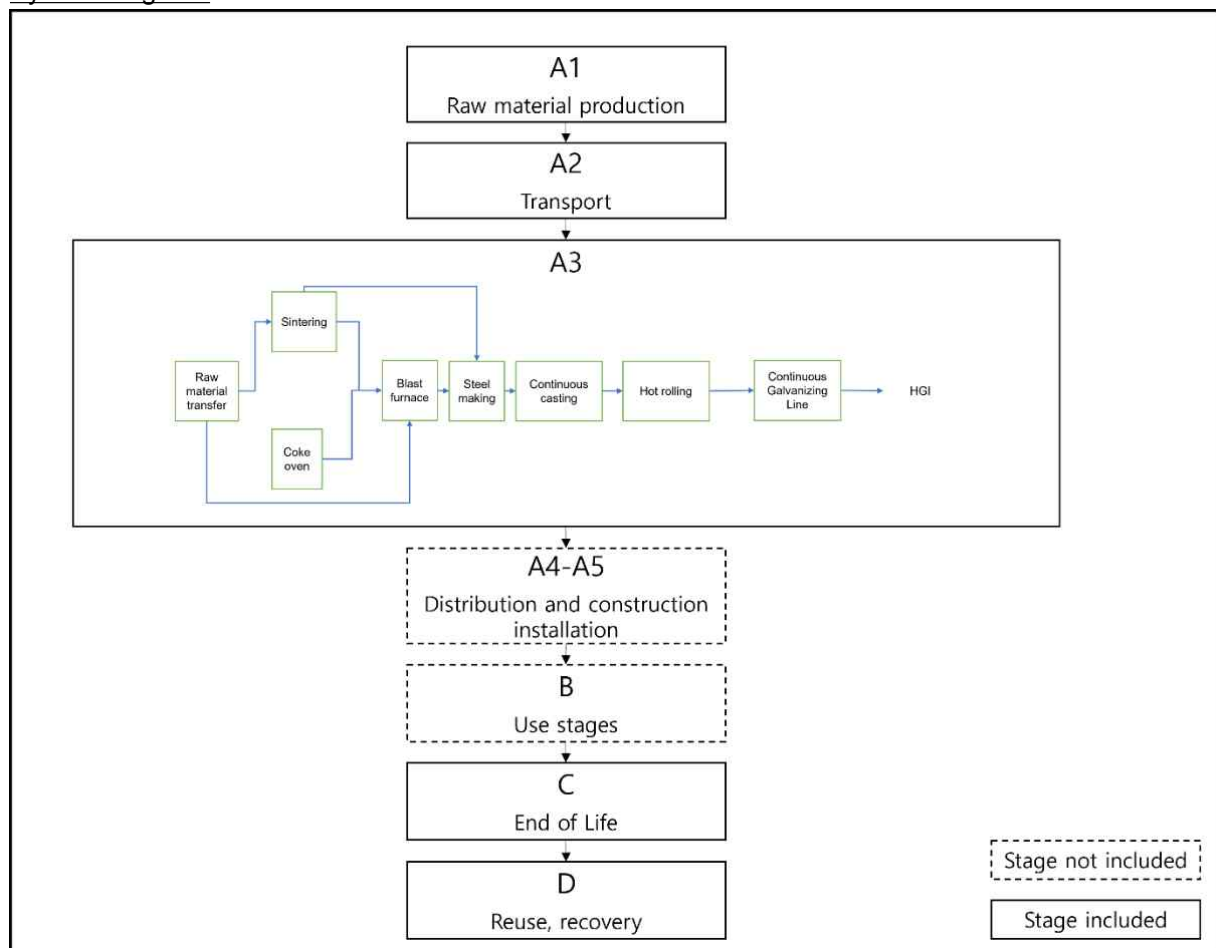 A1
Raw material production
A2
Transport
A3
Sintering
Raw
material
transfer
Coke
oven
Blast
furnace
Steel
making
Continuous
casting
Hot rolling
Continuous
Galvanizing
Line
HGI
A4-A5
Distribution and construction
installation
B
Use stages
C
End of Life
D
Reuse, recovery
Stage not included
Stage included